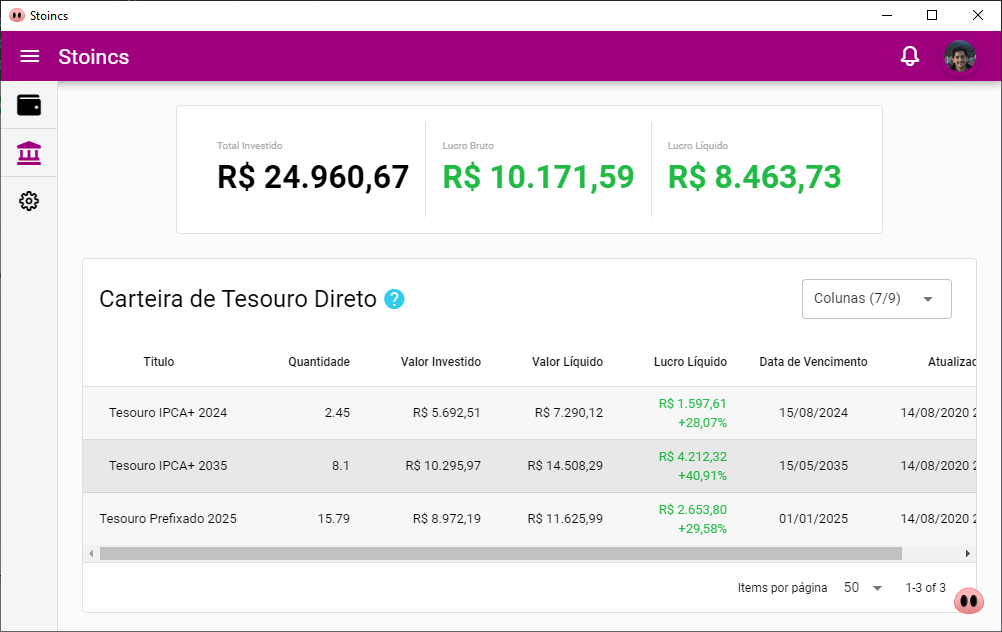 Stoincs
Stoincs
Total Investido Lucro Bruto Lucro Líquido
R$ 24.960,67 R$ 10.171,59 R$ 8.463,73
Carteira de Tesouro Direto ? Colunas (7/9)
Titulo Quantidade Valor Investido Valor Líquido Lucro Líquido Data de Vencimento Atualizad
Tesouro IPCA+ 2024 2.45 R$ 5.692,51 R$ 7.290,12 R$ 1.597,61 15/08/2024 14/08/2020 2
+28,07%
Tesouro IPCA+ 2035 8.1 R$ 10.295,97 R$ 14.508,29 R$ 4.212,32 15/05/2035 14/08/2020 2
+40,91%
Tesouro Prefixado 2025 15.79 R$ 8.972,19 R$ 11.625,99 R$ 2.653,80 01/01/2025 14/08/2020 2
+29,58%
Items por página 50 1-3 of 3